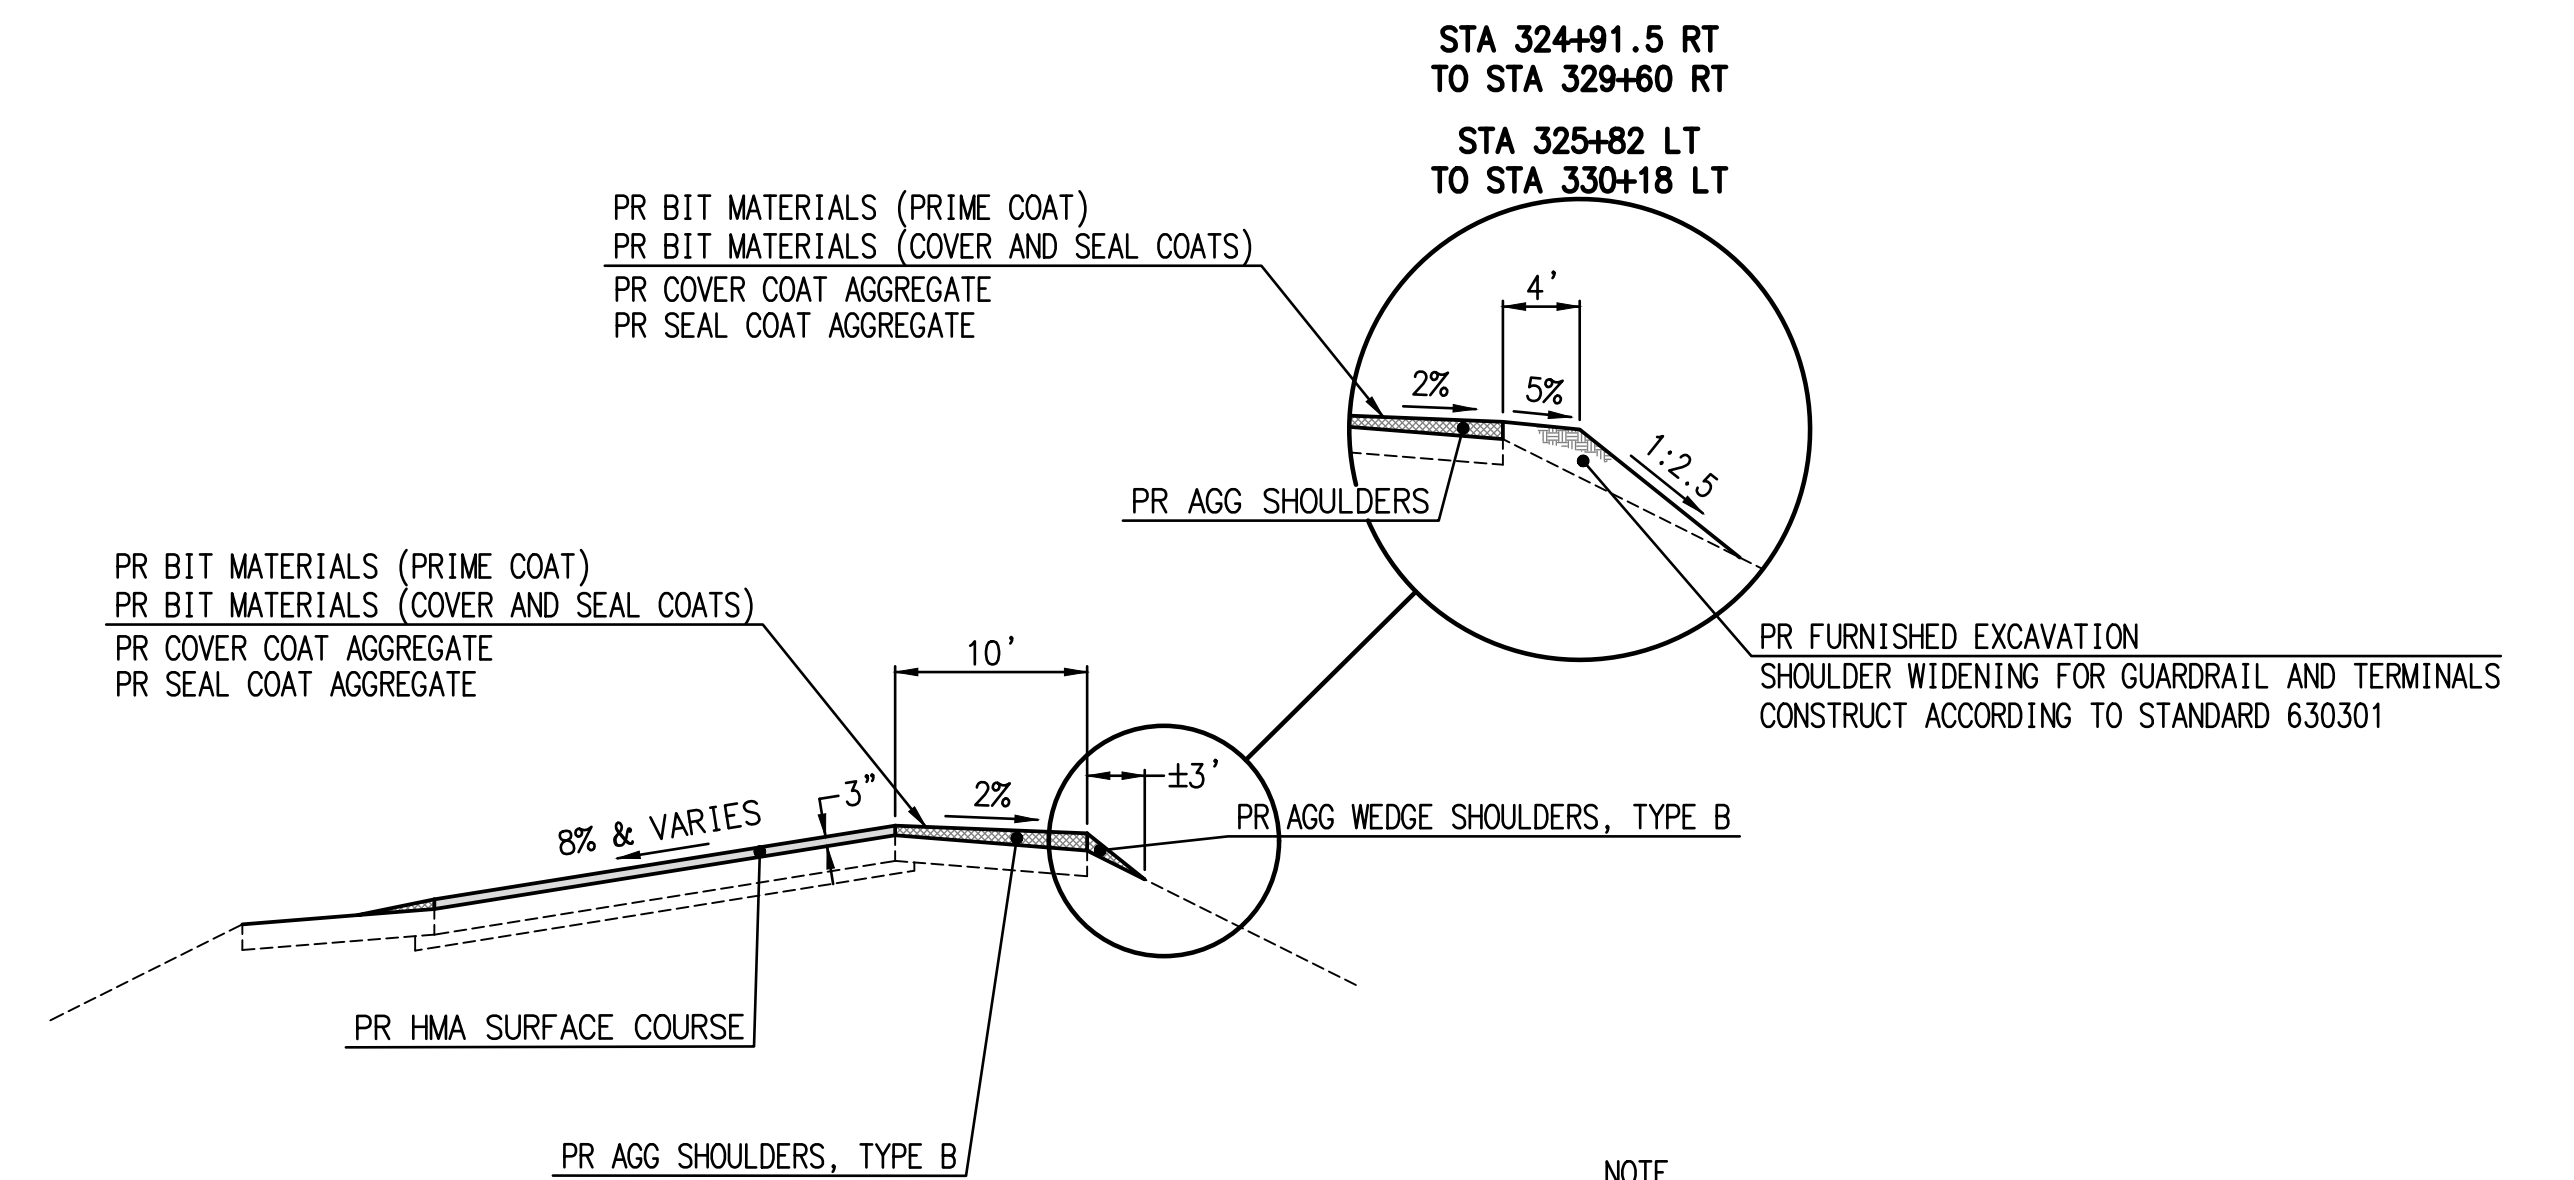 STA 324+91.5 RT
TO STA 329+60 RT
STA 325+82 LT
TO STA 330+18 LT
PR BIT MATERIALS (PRIME COAT)
PR BIT MATERIALS (COVER AND SEAL COATS)
PR COVER COAT AGGREGATE
PR SEAL COAT AGGREGATE
4'
2%
5%
1:2.5
PR AGG SHOULDERS
PR BIT MATERIALS (PRIME COAT)
PR BIT MATERIALS (COVER AND SEAL COATS)
PR COVER COAT AGGREGATE
PR SEAL COAT AGGREGATE
PR FURNISHED EXCAVATION
SHOULDER WIDENING FOR GUARDRAIL AND TERMINALS
CONSTRUCT ACCORDING TO STANDARD 630301
10'
±3'
3"
2%
8% & VARIES
PR AGG WEDGE SHOULDERS, TYPE B
PR HMA SURFACE COURSE
PR AGG SHOULDERS, TYPE B
NOTE